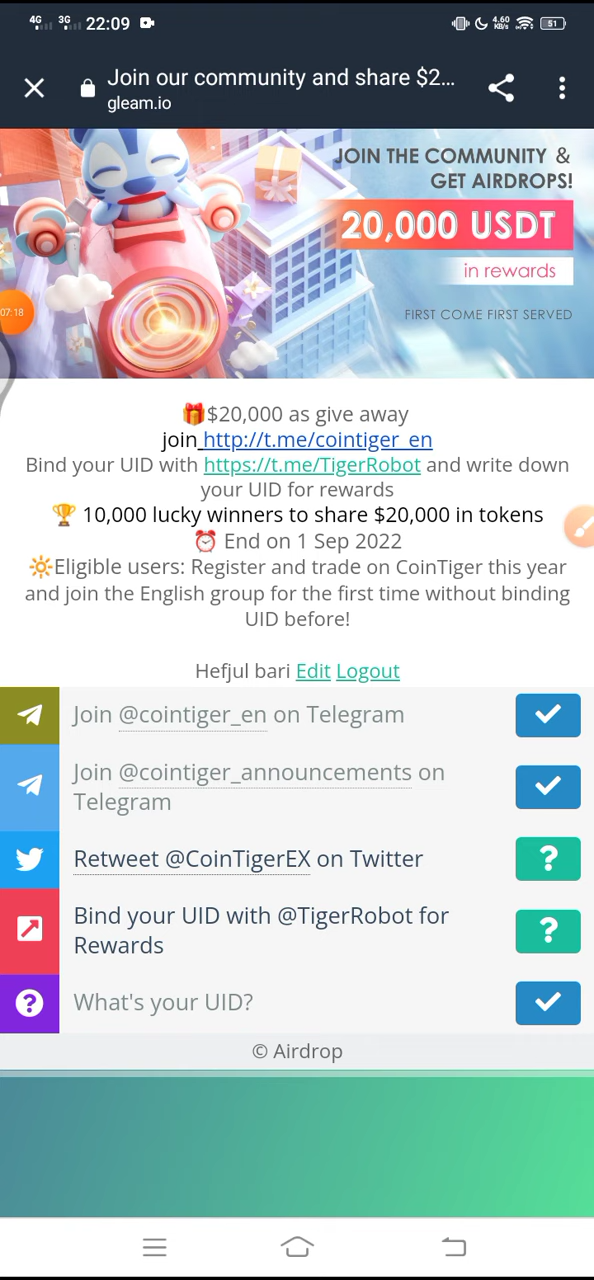 4G 3G 22:09 4.60 KB/s 51
Join our community and share $2...
gleam.io
JOIN THE COMMUNITY &
GET AIRDROPS!
20,000 USDT
in rewards
FIRST COME FIRST SERVED
07:18
🎁$20,000 as give away
join http://t.me/cointiger_en
Bind your UID with https://t.me/TigerRobot and write down
your UID for rewards
🏆 10,000 lucky winners to share $20,000 in tokens
⏰ End on 1 Sep 2022
🔆Eligible users: Register and trade on CoinTiger this year
and join the English group for the first time without binding
UID before!
Hefjul bari Edit Logout
Join @cointiger_en on Telegram
Join @cointiger_announcements on
Telegram
Retweet @CoinTigerEX on Twitter
?
Bind your UID with @TigerRobot for
Rewards
?
? What's your UID?
© Airdrop